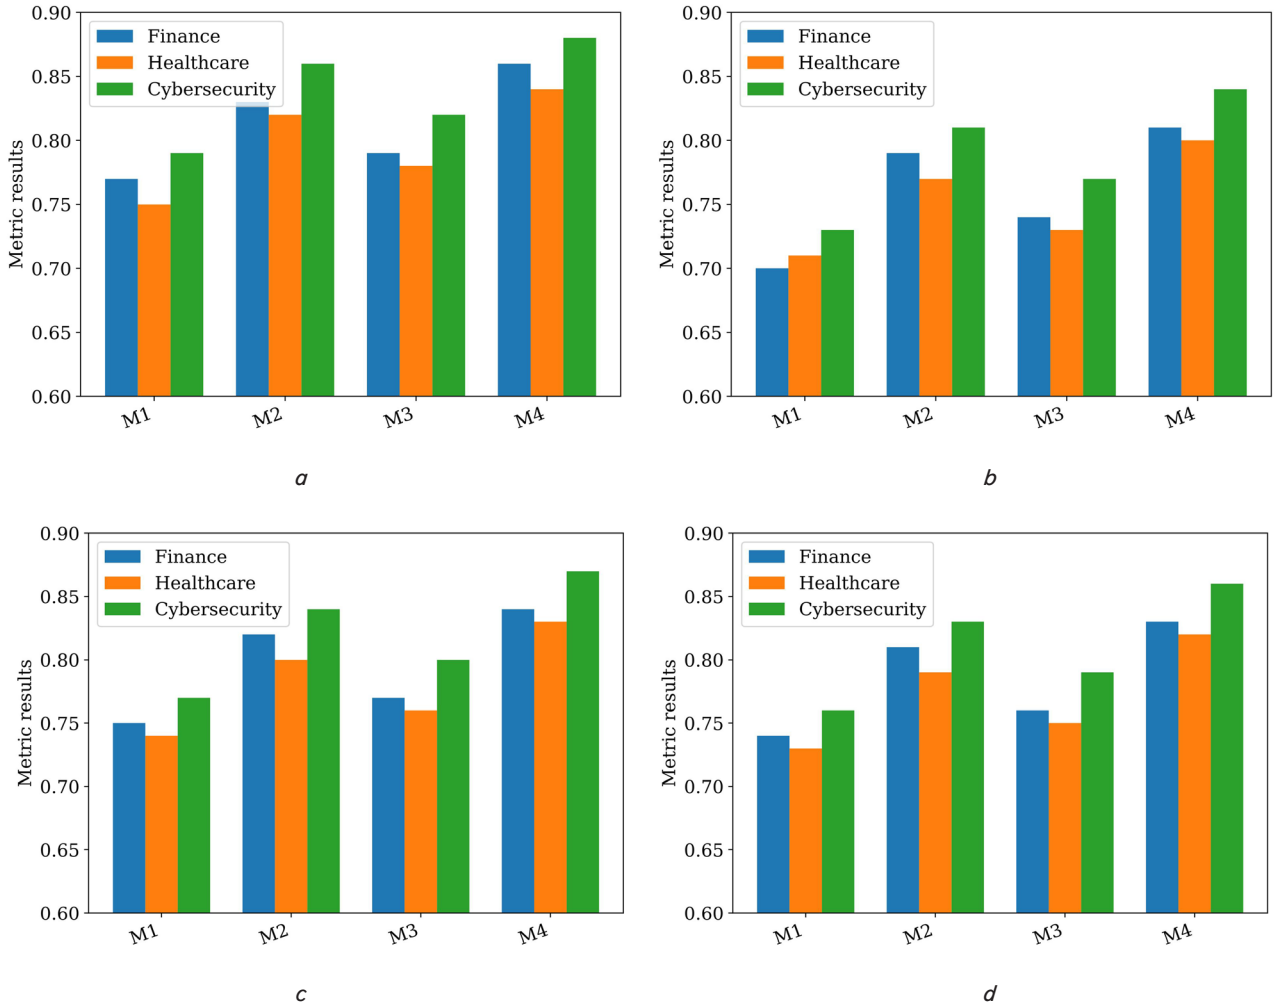 0.90
0.85
0.80
0.75
0.70
0.65
0.60
Metric results
Finance
Healthcare
Cybersecurity
M1 M2 M3 M4
a
0.90
0.85
0.80
0.75
0.70
0.65
0.60
Metric results
Finance
Healthcare
Cybersecurity
M1 M2 M3 M4
b
0.90
0.85
0.80
0.75
0.70
0.65
0.60
Metric results
Finance
Healthcare
Cybersecurity
M1 M2 M3 M4
c
0.90
0.85
0.80
0.75
0.70
0.65
0.60
Metric results
Finance
Healthcare
Cybersecurity
M1 M2 M3 M4
d